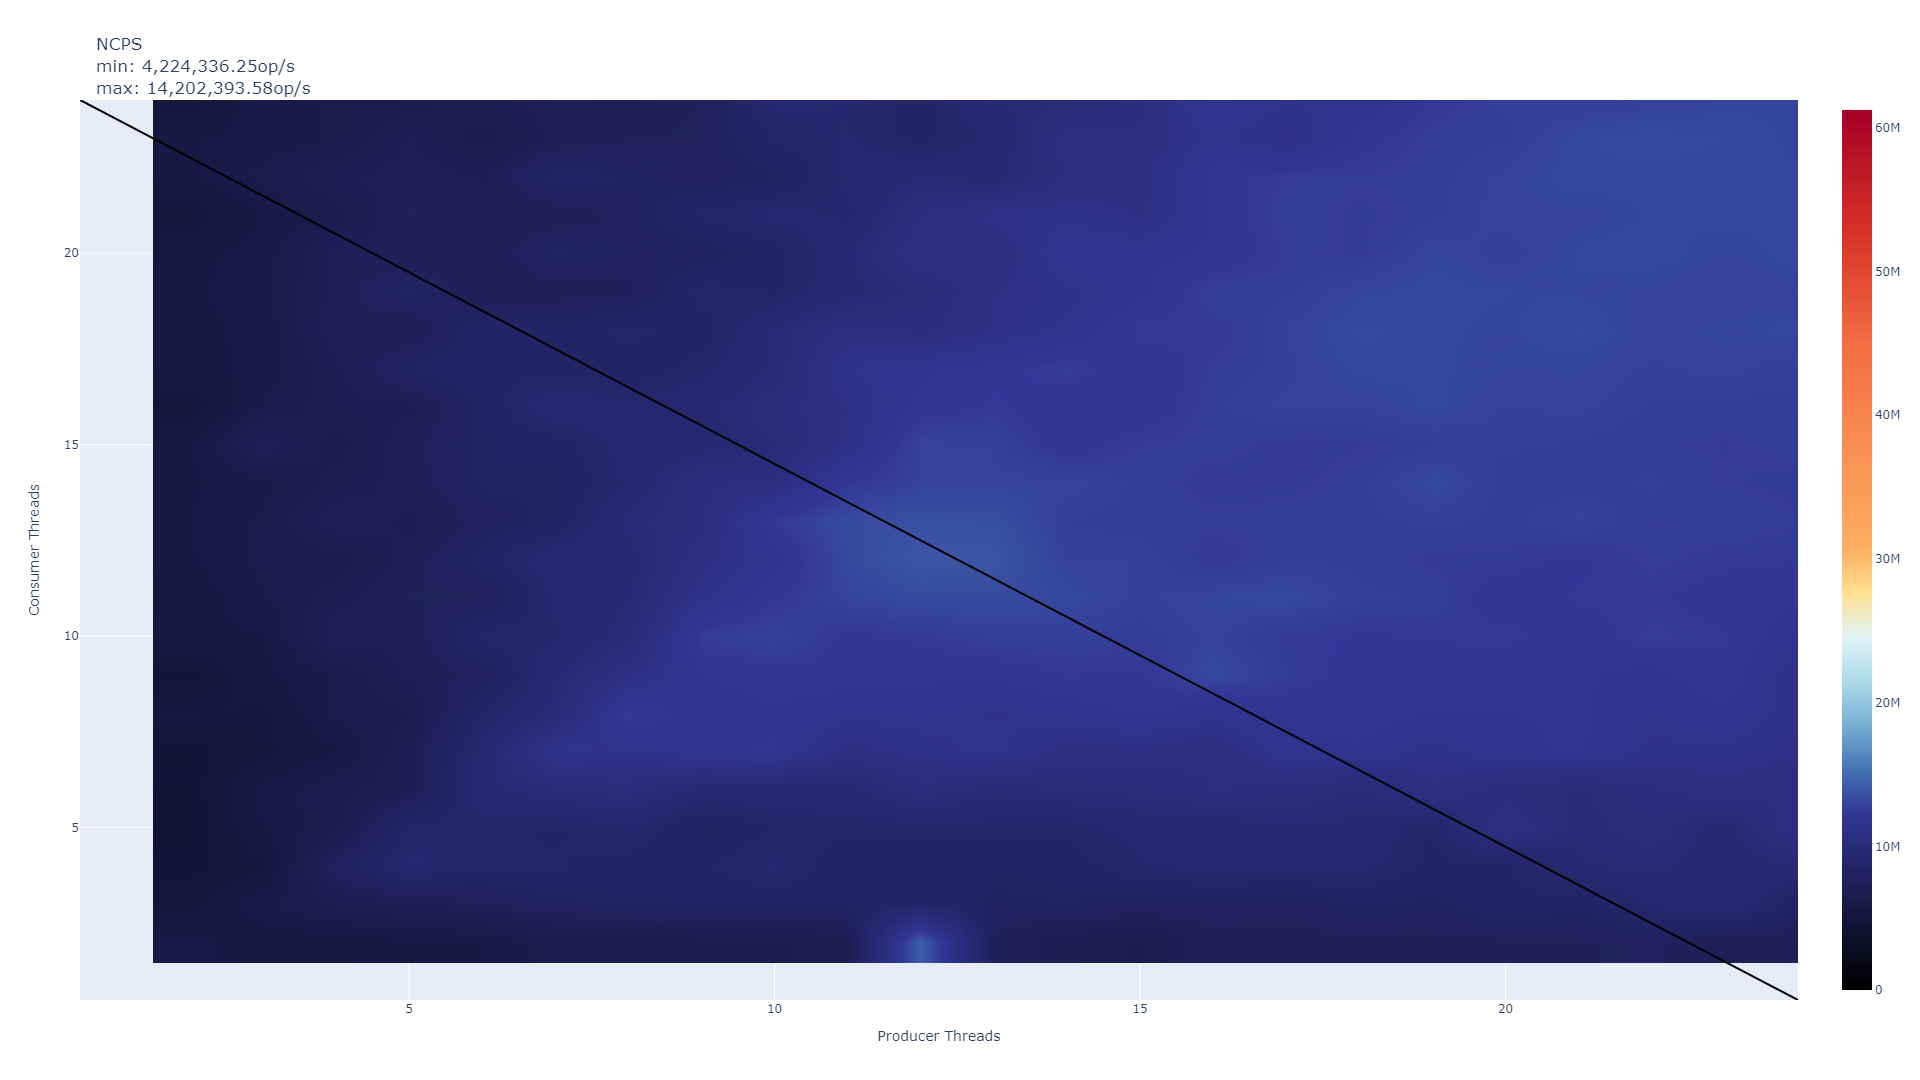 NCPS
min: 4,224,336.25op/s
max: 14,202,393.58op/s
60M
50M
40M
30M
20M
10M
0
20
15
10
5
Consumer Threads
5
10
15
20
Producer Threads